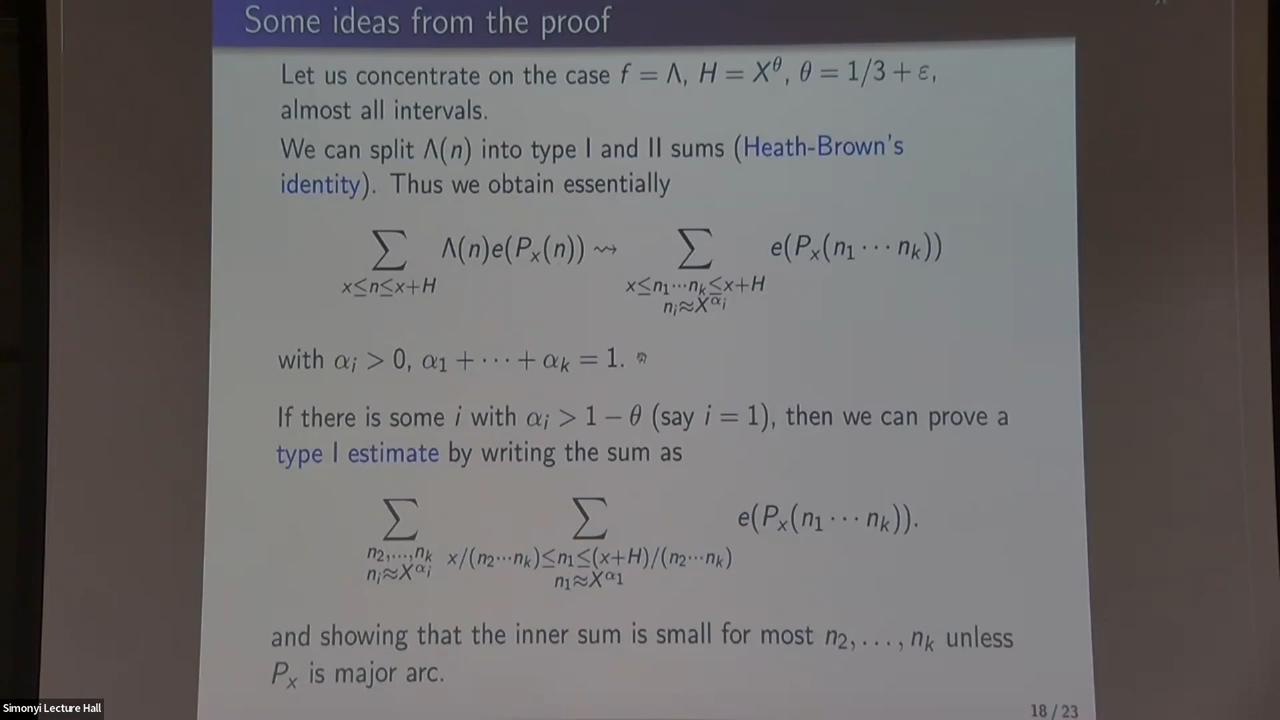 Some ideas from the proof
Let us concentrate on the case f = Λ, H = X^θ, θ = 1/3 + ε,
almost all intervals.
We can split Λ(n) into type I and II sums (Heath-Brown's
identity). Thus we obtain essentially
∑_{x≤n≤x+H} Λ(n)e(P_x(n)) ⇝ ∑_{x≤n_1⋯n_k≤x+H, n_i≈X^{α_i}} e(P_x(n_1 ⋯ n_k))
with α_i > 0, α_1 + ⋯ + α_k = 1.
If there is some i with α_i > 1 − θ (say i = 1), then we can prove a
type I estimate by writing the sum as
∑_{n_2,…,n_k, n_i≈X^{α_i}} ∑_{x/(n_2⋯n_k)≤n_1≤(x+H)/(n_2⋯n_k), n_1≈X^{α_1}} e(P_x(n_1 ⋯ n_k)).
and showing that the inner sum is small for most n_2, …, n_k unless
P_x is major arc.
18 / 23
Simonyi Lecture Hall